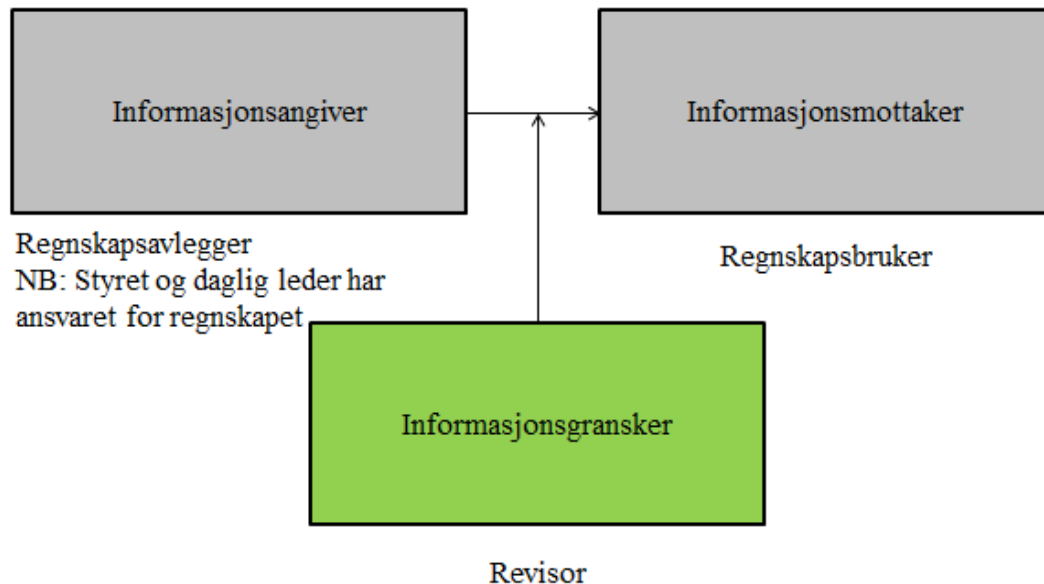 Informasjonsangiver
Informasjonsmottaker
Regnskapsavlegger
NB: Styret og daglig leder har
ansvaret for regnskapet
Regnskapsbruker
Informasjonsgransker
Revisor